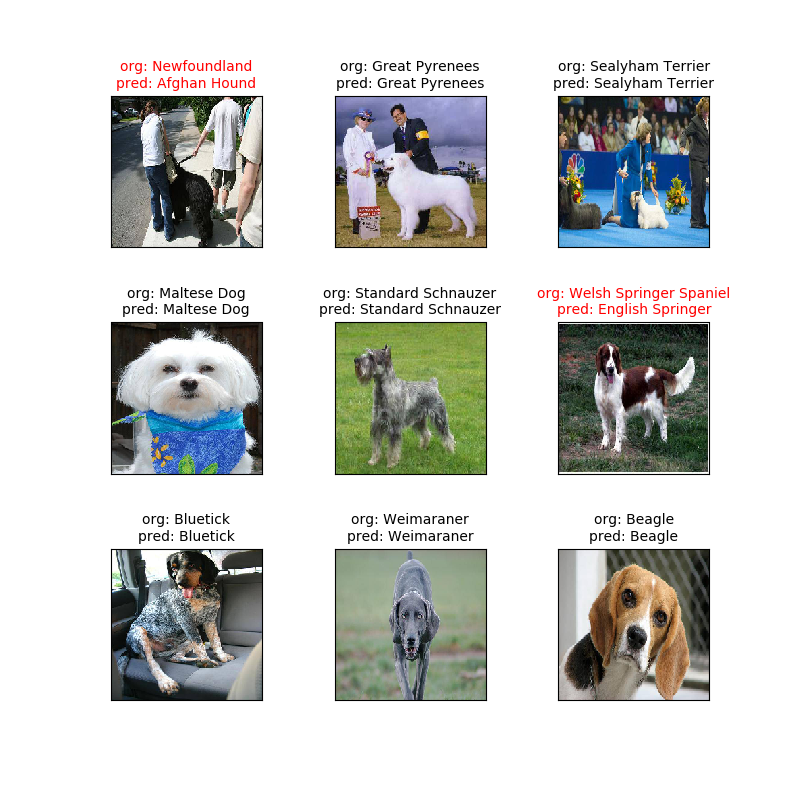 org: Newfoundland
pred: Afghan Hound
org: Great Pyrenees
pred: Great Pyrenees
org: Sealyham Terrier
pred: Sealyham Terrier
org: Maltese Dog
pred: Maltese Dog
org: Standard Schnauzer
pred: Standard Schnauzer
org: Welsh Springer Spaniel
pred: English Springer
org: Bluetick
pred: Bluetick
org: Weimaraner
pred: Weimaraner
org: Beagle
pred: Beagle